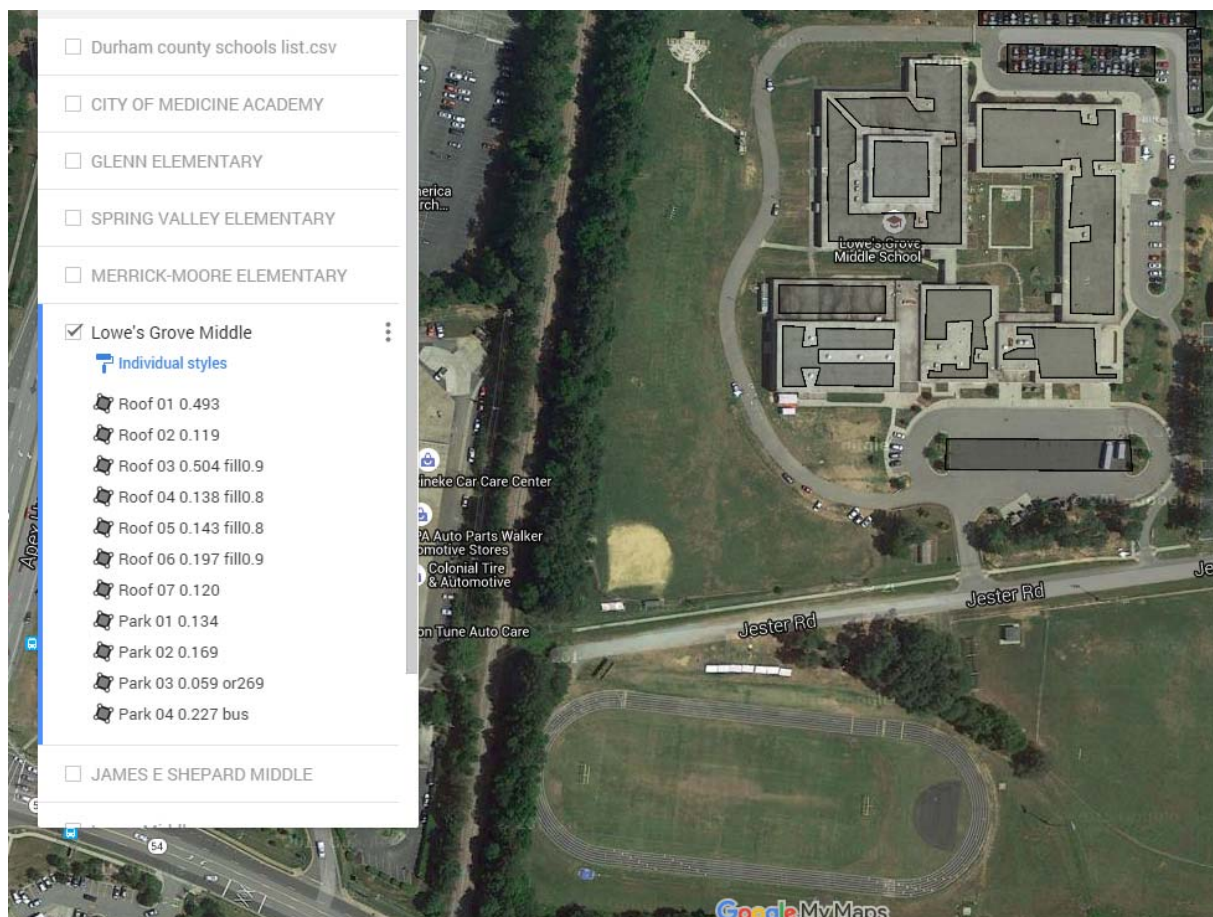 Durham county schools list.csv
CITY OF MEDICINE ACADEMY
GLENN ELEMENTARY
SPRING VALLEY ELEMENTARY
MERRICK-MOORE ELEMENTARY
Lowe's Grove Middle
Individual styles
Roof 01 0.493
Roof 02 0.119
Roof 03 0.504 fill0.9
Roof 04 0.138 fill0.8
Roof 05 0.143 fill0.8
Roof 06 0.197 fill0.9
Roof 07 0.120
Park 01 0.134
Park 02 0.169
Park 03 0.059 or269
Park 04 0.227 bus
JAMES E SHEPARD MIDDLE
54
Lowe's Grove
Middle School
Car Care Center
Auto Parts Walker
Stores
Colonial Tire
& Automotive
Tune Auto Care
Jester Rd
Jester Rd
Google My Maps